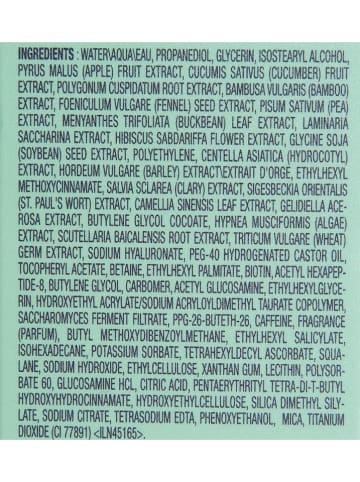 INGREDIENTS : WATER\AQUA\EAU, PROPANEDIOL, GLYCERIN, ISOSTEARYL ALCOHOL,
PYRUS MALUS (APPLE) FRUIT EXTRACT, CUCUMIS SATIVUS (CUCUMBER) FRUIT
EXTRACT, POLYGONUM CUSPIDATUM ROOT EXTRACT, BAMBUSA VULGARIS (BAMBOO)
EXTRACT, FOENICULUM VULGARE (FENNEL) SEED EXTRACT, PISUM SATIVUM (PEA)
EXTRACT, MENYANTHES TRIFOLIATA (BUCKBEAN) LEAF EXTRACT, LAMINARIA
SACCHARINA EXTRACT, HIBISCUS SABDARIFFA FLOWER EXTRACT, GLYCINE SOJA
(SOYBEAN) SEED EXTRACT, POLYETHYLENE, CENTELLA ASIATICA (HYDROCOTYL)
EXTRACT, HORDEUM VULGARE (BARLEY) EXTRACT\EXTRAIT D'ORGE, ETHYLHEXYL
METHOXYCINNAMATE, SALVIA SCLAREA (CLARY) EXTRACT, SIGESBECKIA ORIENTALIS
(ST. PAUL'S WORT) EXTRACT, CAMELLIA SINENSIS LEAF EXTRACT, GELIDIELLA ACE-
ROSA EXTRACT, BUTYLENE GLYCOL COCOATE, HYPNEA MUSCIFORMIS (ALGAE)
EXTRACT, SCUTELLARIA BAICALENSIS ROOT EXTRACT, TRITICUM VULGARE (WHEAT)
GERM EXTRACT, SODIUM HYALURONATE, PEG-40 HYDROGENATED CASTOR OIL,
TOCOPHERYL ACETATE, BETAINE, ETHYLHEXYL PALMITATE, BIOTIN, ACETYL HEXAPEP-
TIDE-8, BUTYLENE GLYCOL, CARBOMER, ACETYL GLUCOSAMINE, ETHYLHEXYLGLYCE-
RIN, HYDROXYETHYL ACRYLATE/SODIUM ACRYLOYLDIMETHYL TAURATE COPOLYMER,
SACCHAROMYCES FERMENT FILTRATE, PPG-26-BUTETH-26, CAFFEINE, FRAGRANCE
(PARFUM), BUTYL METHOXYDIBENZOYLMETHANE, ETHYLHEXYL SALICYLATE,
ISOHEXADECANE, POTASSIUM SORBATE, TETRAHEXYLDECYL ASCORBATE, SQUA-
LANE, SODIUM HYDROXIDE, ETHYLCELLULOSE, XANTHAN GUM, LECITHIN, POLYSOR-
BATE 60, GLUCOSAMINE HCL, CITRIC ACID, PENTAERYTHRITYL TETRA-DI-T-BUTYL
HYDROXYHYDROCINNAMATE, HYDROXYETHYLCELLULOSE, SILICA DIMETHYL SILY-
LATE, SODIUM CITRATE, TETRASODIUM EDTA, PHENOXYETHANOL, MICA, TITANIUM
DIOXIDE (CI 77891) <ILN45165>.